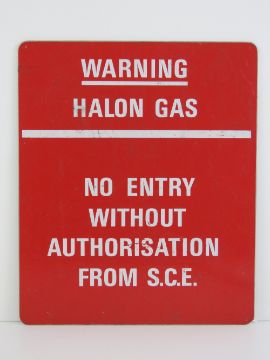 WARNING
HALON GAS
NO ENTRY
WITHOUT
AUTHORiSATION
FROM S.C.E.